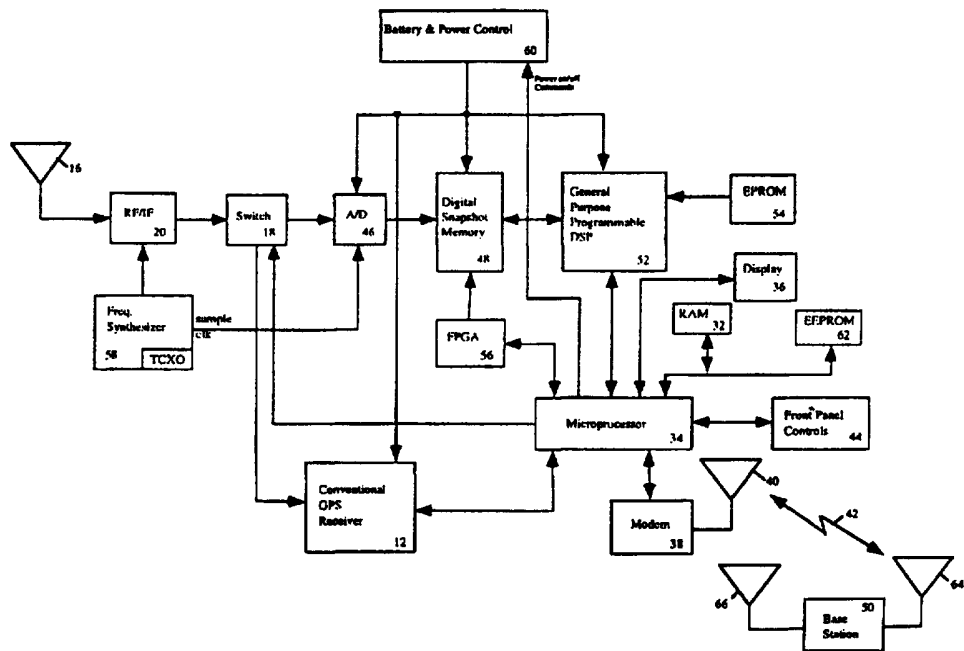 Battery & Power Control
60
Power on/off
Commands
16
RF/IF
20
Switch
18
A/D
46
Digital
Snapshot
Memory
48
General
Purpose
Programmable
DSP
52
EPROM
54
Display
36
RAM
32
EEPROM
62
Freq.
Synthesizer
58
TCXO
sample
clk
FPGA
56
Microprocessor
34
Front Panel
Controls
44
Conventional
GPS
Receiver
12
Modem
38
40
42
66
64
50
Base
Station